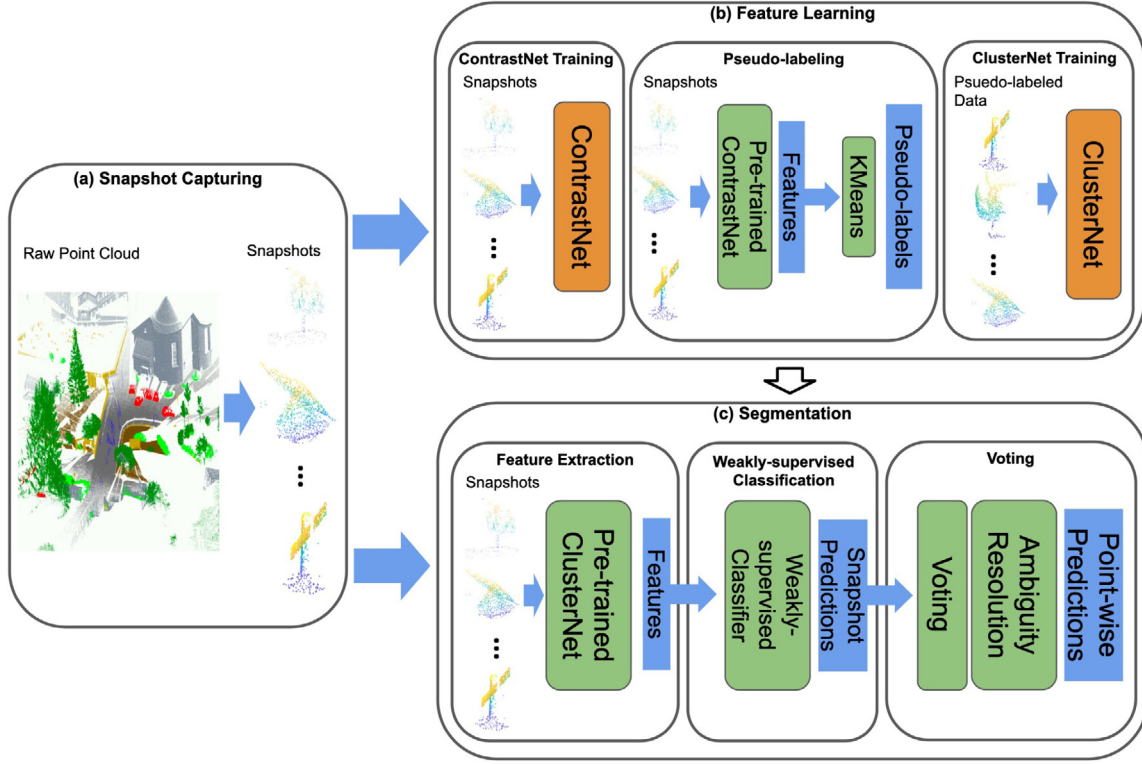 (a) Snapshot Capturing
Raw Point Cloud
Snapshots
...
(b) Feature Learning
ContrastNet Training
Snapshots
...
ContrastNet
Pseudo-labeling
Snapshots
...
Pre-trained
ContrastNet
Features
KMeans
Pseudo-labels
ClusterNet Training
Psuedo-labeled
Data
...
ClusterNet
(c) Segmentation
Feature Extraction
Snapshots
...
Pre-trained
ClusterNet
Features
Weakly-supervised
Classification
Weakly-
supervised
Classifier
Snapshot
Predictions
Voting
Voting
Ambiguity
Resolution
Point-wise
Predictions